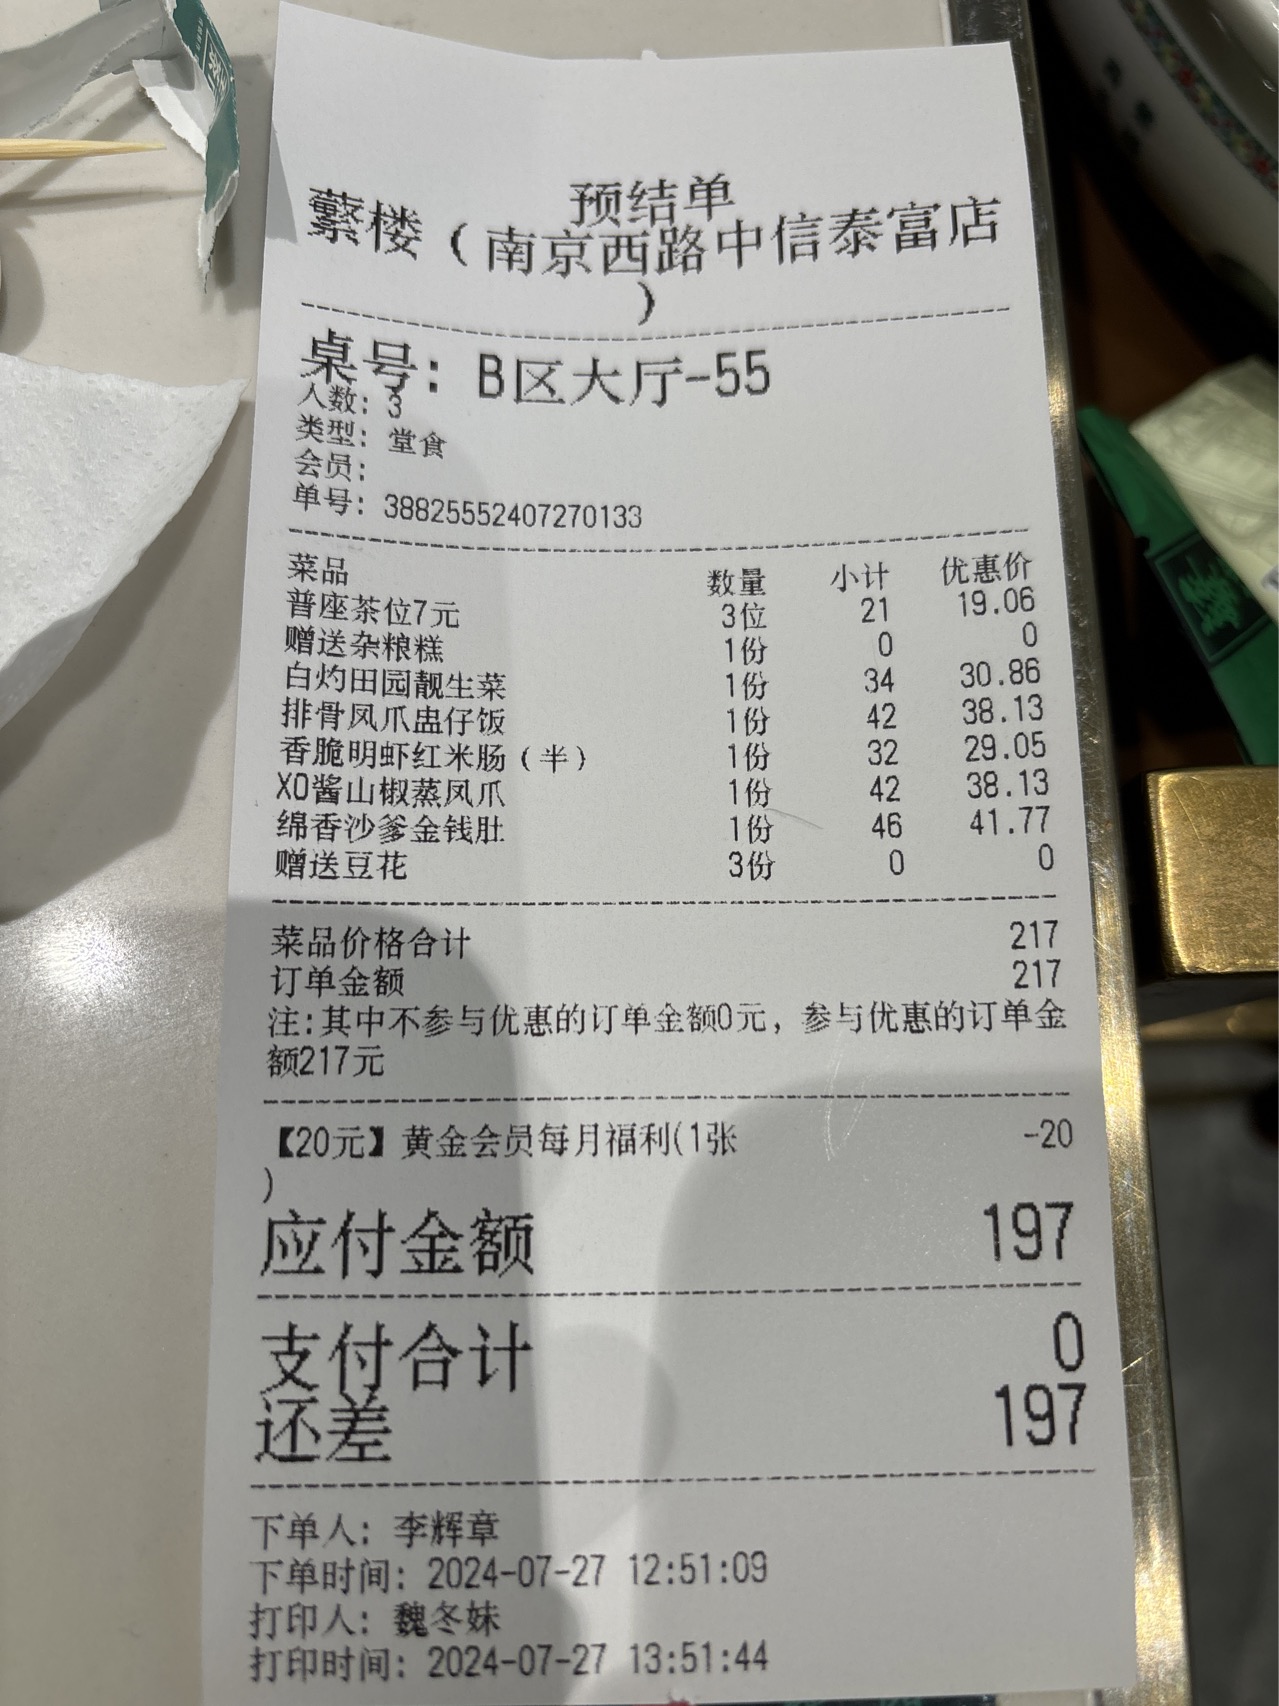 预结单
蘩楼（南京西路中信泰富店
）
桌号：B区大厅-55
人数：3
类型：堂食
会员：
单号：38825552407270133
菜品 数量 小计 优惠价
普座茶位7元 3位 21 19.06
赠送杂粮糕 1份 0 0
白灼田园靓生菜 1份 34 30.86
排骨凤爪盅仔饭 1份 42 38.13
香脆明虾红米肠（半） 1份 32 29.05
XO酱山椒蒸凤爪 1份 42 38.13
绵香沙爹金钱肚 1份 46 41.77
赠送豆花 3份 0 0
菜品价格合计 217
订单金额 217
注:其中不参与优惠的订单金额0元，参与优惠的订单金
额217元
【20元】黄金会员每月福利(1张 -20
)
应付金额 197
支付合计 0
还差 197
下单人：李辉章
下单时间：2024-07-27 12:51:09
打印人：魏冬妹
打印时间：2024-07-27 13:51:44